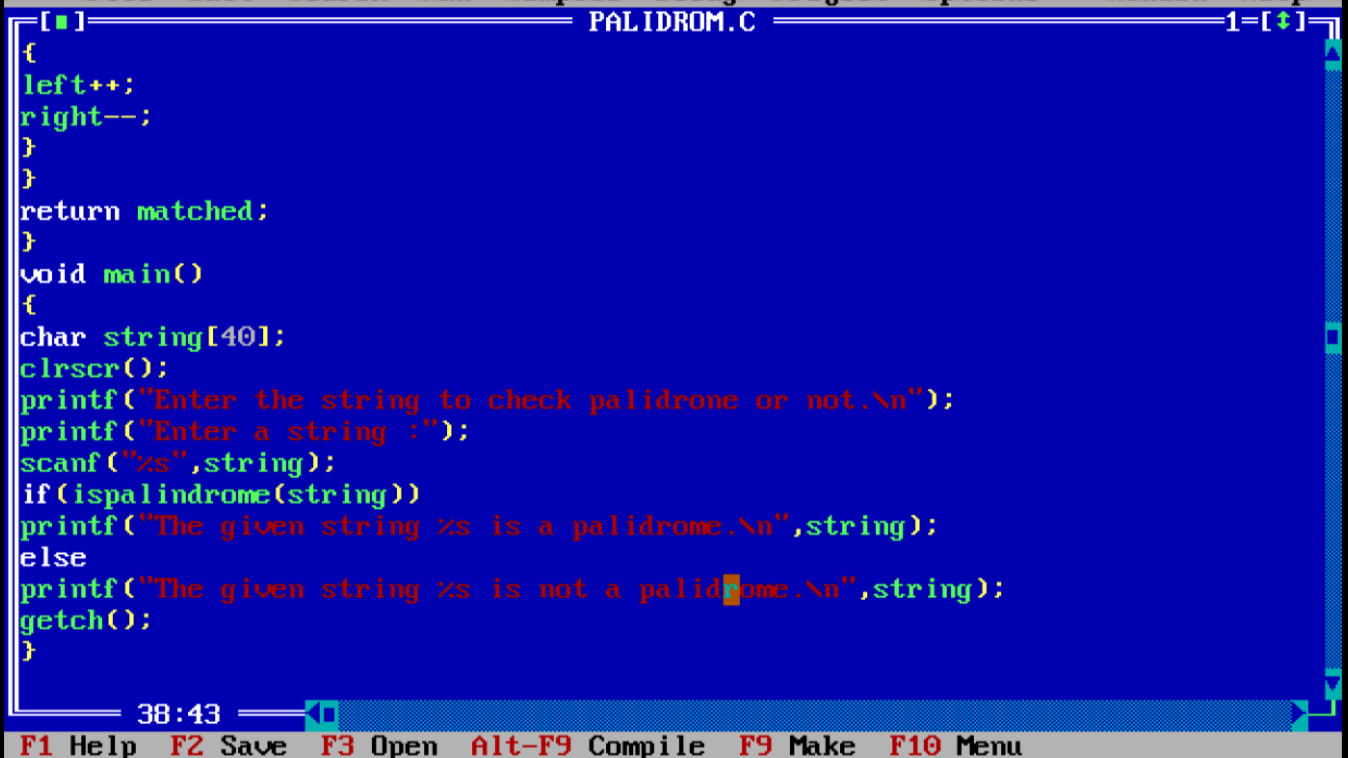 PALIDROM.C 1=[↕]
{
left++;
right--;
}
}
return matched;
}
void main()
{
char string[40];
clrscr();
printf("Enter the string to check palidrone or not.\n");
printf("Enter a string :");
scanf("%s",string);
if(ispalindrome(string))
printf("The given string %s is a palidrome.\n",string);
else
printf("The given string %s is not a palidrome.\n",string);
getch();
}
38:43
F1 Help F2 Save F3 Open Alt-F9 Compile F9 Make F10 Menu